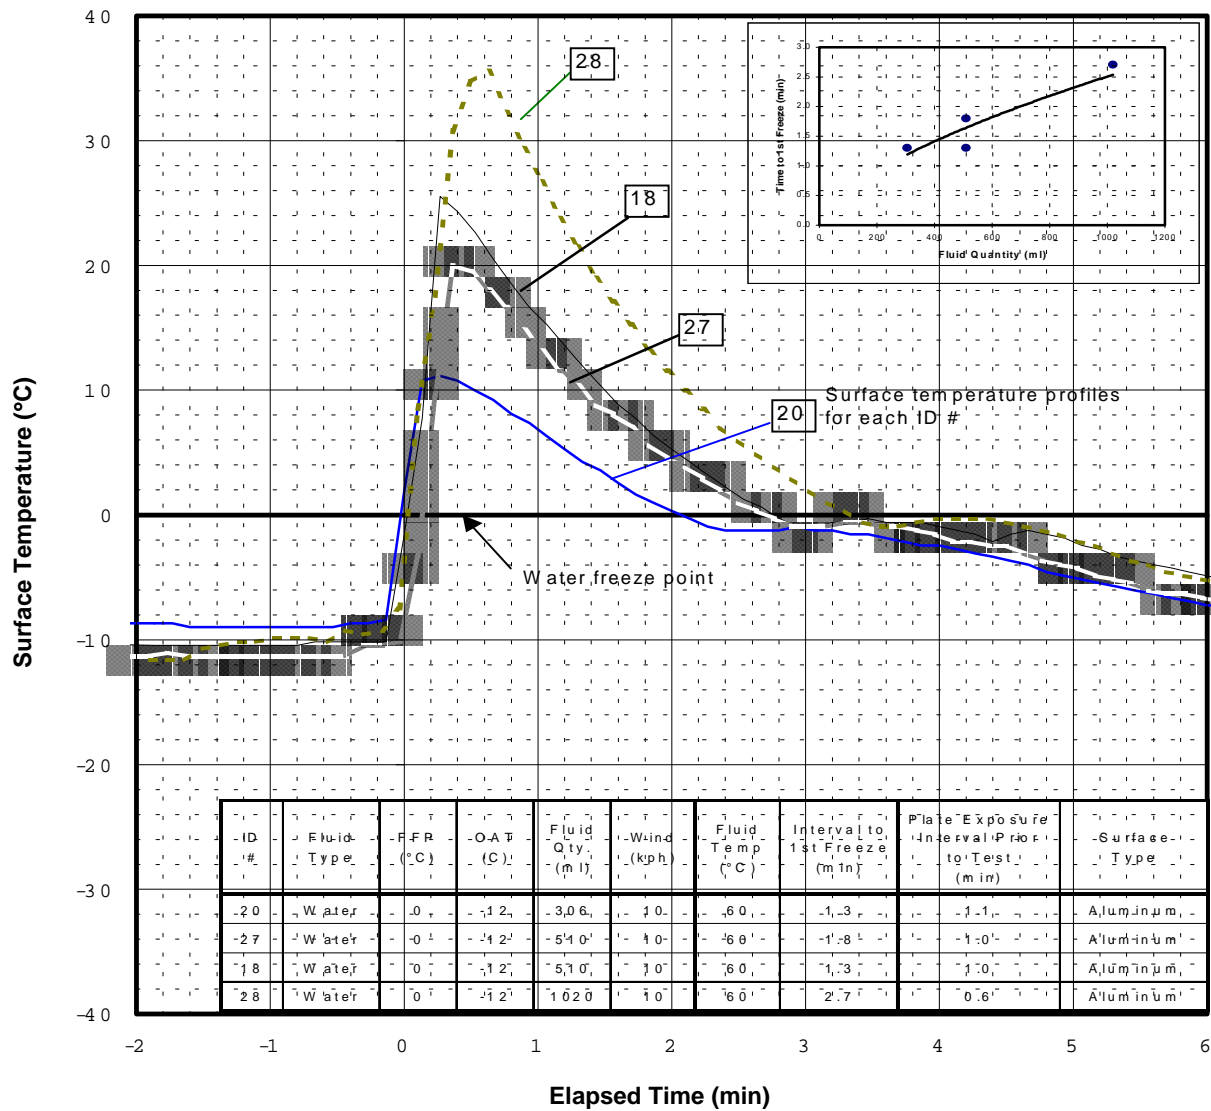 40
30
20
10
0
-10
-20
-30
-40
Surface Temperature (°C)
-2 -1 0 1 2 3 4 5 6
Elapsed Time (min)
28
18
27
20
Surface temperature profiles
for each ID #
Water freeze point
Time to 1st Freeze (min)
3.0
2.5
2.0
1.5
1.0
0.5
0.0
0 200 400 600 800 1000 1200
Fluid Quantity (ml)
ID # Fluid Type FFP (°C) OAT (C) Fluid Qty. (ml) Wind (kph) Fluid Temp (°C) Interval to 1st Freeze (min) Plate Exposure Interval Prior to Test (min) Surface Type
20 Water 0 -12 306 10 60 1.3 1.1 Aluminum
27 Water 0 -12 510 10 60 1.8 1.0 Aluminum
18 Water 0 -12 510 10 60 1.3 1.0 Aluminum
28 Water 0 -12 1020 10 60 2.7 0.6 Aluminum